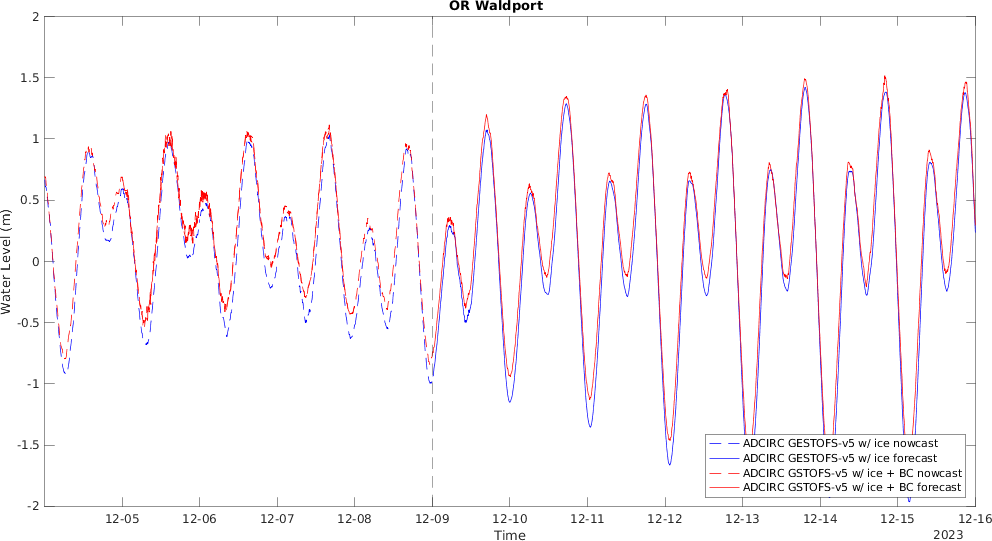 OR Waldport
2
1.5
1
0.5
0
-0.5
-1
-1.5
-2
Water Level (m)
ADCIRC GESTOFS-v5 w/ ice nowcast
ADCIRC GESTOFS-v5 w/ ice forecast
ADCIRC GSTOFS-v5 w/ ice + BC nowcast
ADCIRC GSTOFS-v5 w/ ice + BC forecast
12-05 12-06 12-07 12-08 12-09 12-10 12-11 12-12 12-13 12-14 12-15 12-16
Time
2023